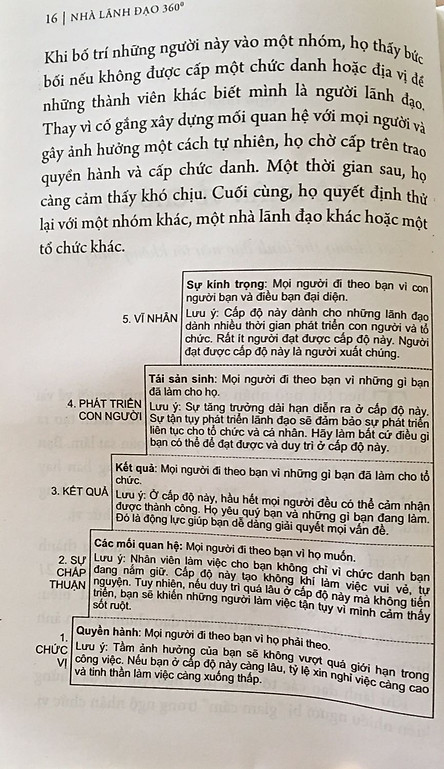 16 | NHÀ LÃNH ĐẠO 360°
Khi bố trí những người này vào một nhóm, họ thấy bức
bối nếu không được cấp một chức danh hoặc địa vị để
những thành viên khác biết mình là người lãnh đạo.
Thay vì cố gắng xây dựng mối quan hệ với mọi người và
gây ảnh hưởng một cách tự nhiên, họ chờ cấp trên trao
quyền hành và cấp chức danh. Một thời gian sau, họ
càng cảm thấy khó chịu. Cuối cùng, họ quyết định thử
lại với một nhóm khác, một nhà lãnh đạo khác hoặc một
tổ chức khác.
5. VĨ NHÂN
Sự kính trọng: Mọi người đi theo bạn vì con
người bạn và điều bạn đại diện.
Lưu ý: Cấp độ này dành cho những lãnh đạo
dành nhiều thời gian phát triển con người và tổ
chức. Rất ít người đạt được cấp độ này. Người
đạt được cấp độ này là người xuất chúng.
4. PHÁT TRIỂN
CON NGƯỜI
Tái sản sinh: Mọi người đi theo bạn vì những gì bạn
đã làm cho họ.
Lưu ý: Sự tăng trưởng dài hạn diễn ra ở cấp độ này.
Sự tận tụy phát triển lãnh đạo sẽ đảm bảo sự phát triển
liên tục cho tổ chức và cá nhân. Hãy làm bất cứ điều gì
bạn có thể để đạt được và duy trì ở cấp độ này.
3. KẾT QUẢ
Kết quả: Mọi người đi theo bạn vì những gì bạn đã làm cho tổ
chức.
Lưu ý: Ở cấp độ này, hầu hết mọi người đều có thể cảm nhận
được thành công. Họ yêu quý bạn và những gì bạn đang làm.
Đó là động lực giúp bạn dễ dàng giải quyết mọi vấn đề.
2. SỰ
CHẤP
THUẬN
Các mối quan hệ: Mọi người đi theo bạn vì họ muốn.
Lưu ý: Nhân viên làm việc cho bạn không chỉ vì chức danh bạn
đang nắm giữ. Cấp độ này tạo không khí làm việc vui vẻ, tự
nguyện. Tuy nhiên, nếu duy trì quá lâu ở cấp độ này mà không tiến
triển, bạn sẽ khiến những người làm việc tận tụy vì mình cảm thấy
sốt ruột.
1.
CHỨC
VỊ
Quyền hành: Mọi người đi theo bạn vì họ phải theo.
Lưu ý: Tầm ảnh hưởng của bạn sẽ không vượt quá giới hạn trong
công việc. Nếu bạn ở cấp độ này càng lâu, tỷ lệ xin nghỉ việc càng cao
và tinh thần làm việc càng xuống thấp.